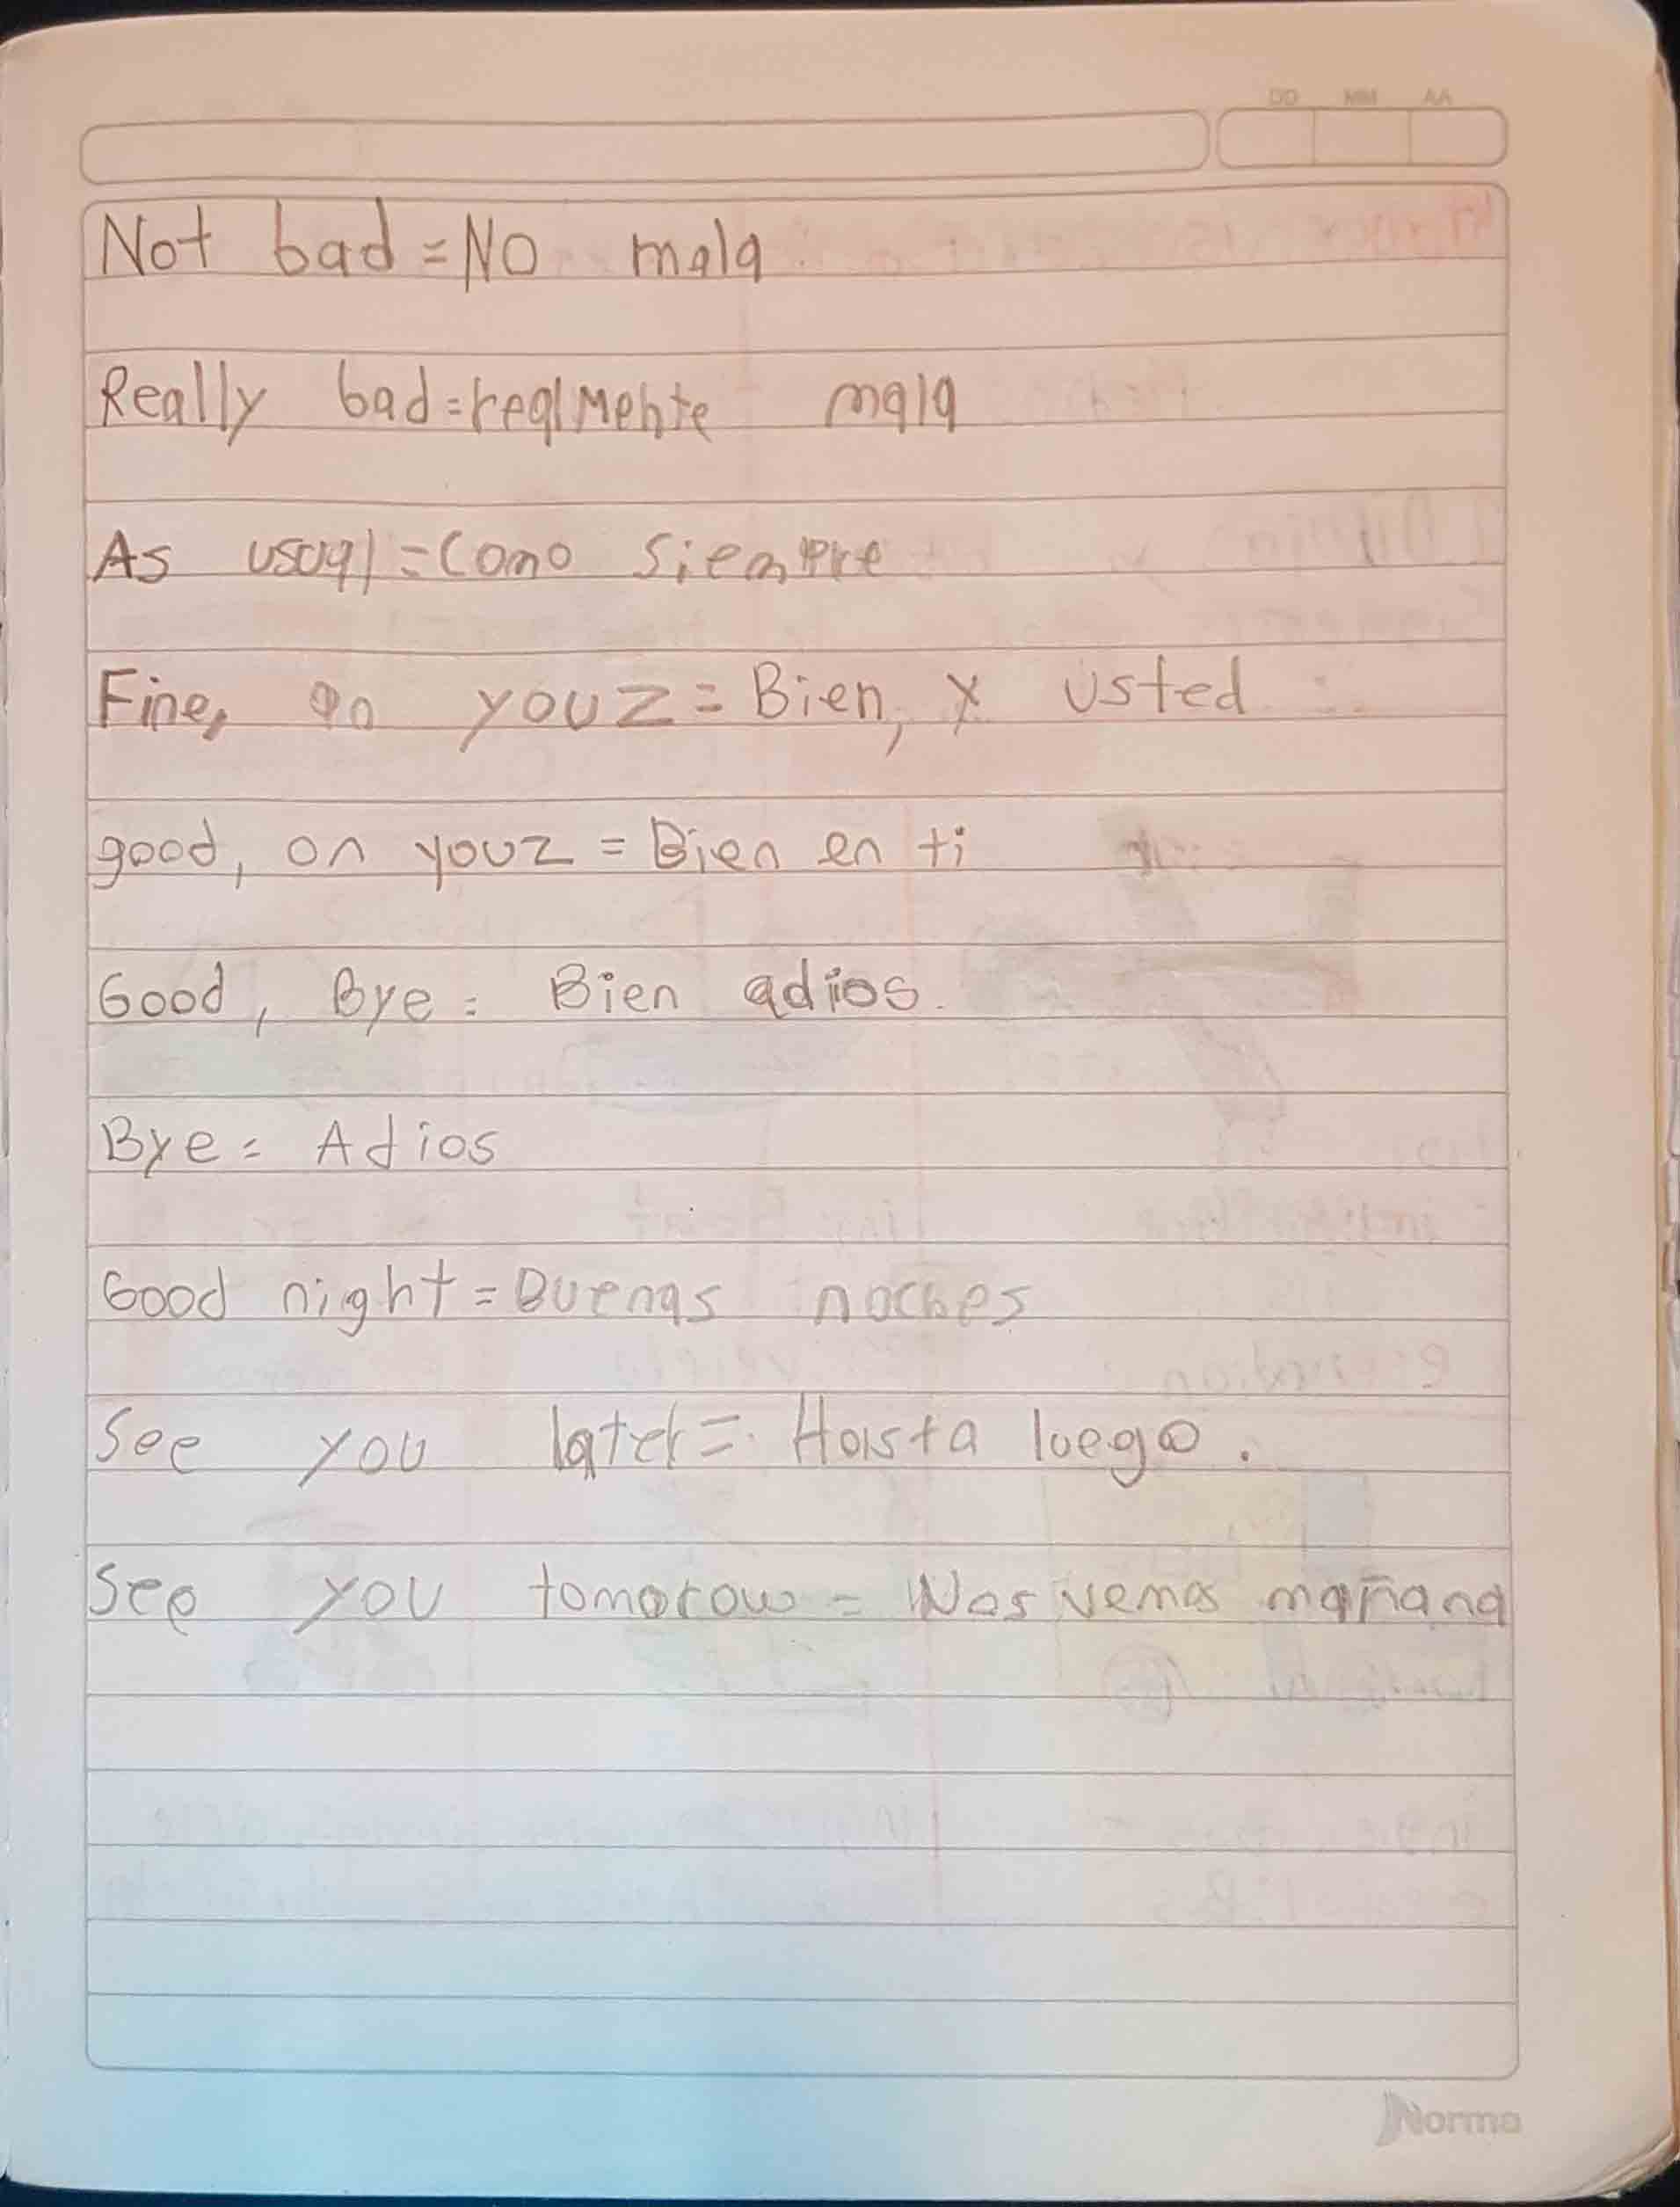 DD MM AA
Not bad = No mala
Really bad = realmente mala
As usual = Como siempre
Fine, on youz = Bien, y usted
good, on youz = Bien en ti
Good, Bye = Bien adios.
Bye = Adios
Good night = Buenas noches
See you later = Hasta luego.
See you tomorow = Nos vemos mañana
Norma